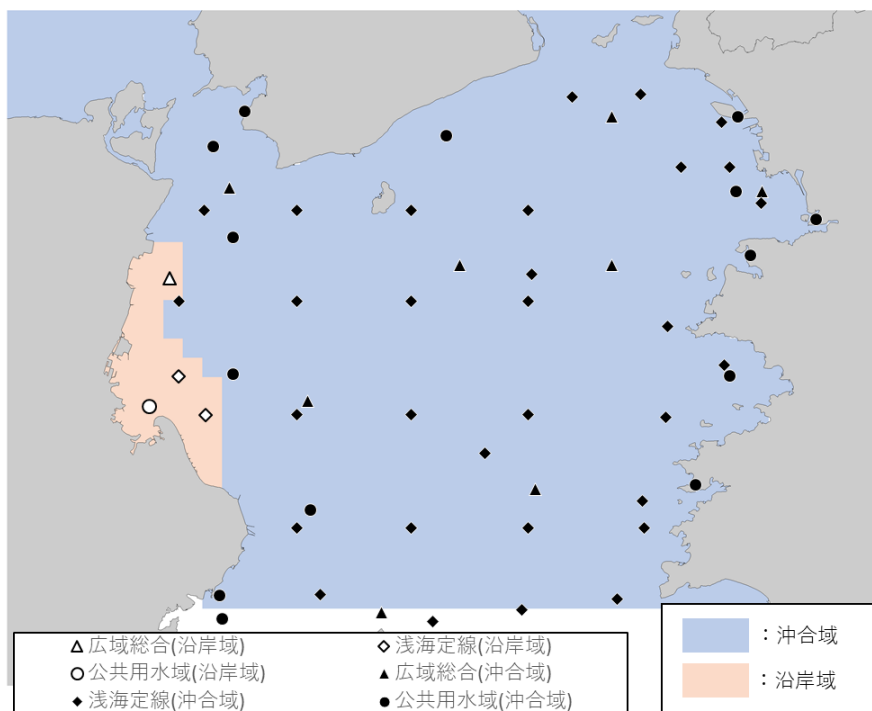 広域総合(沿岸域)
浅海定線(沿岸域)
公共用水域(沿岸域)
広域総合(沖合域)
浅海定線(沖合域)
公共用水域(沖合域)
：沖合域
：沿岸域